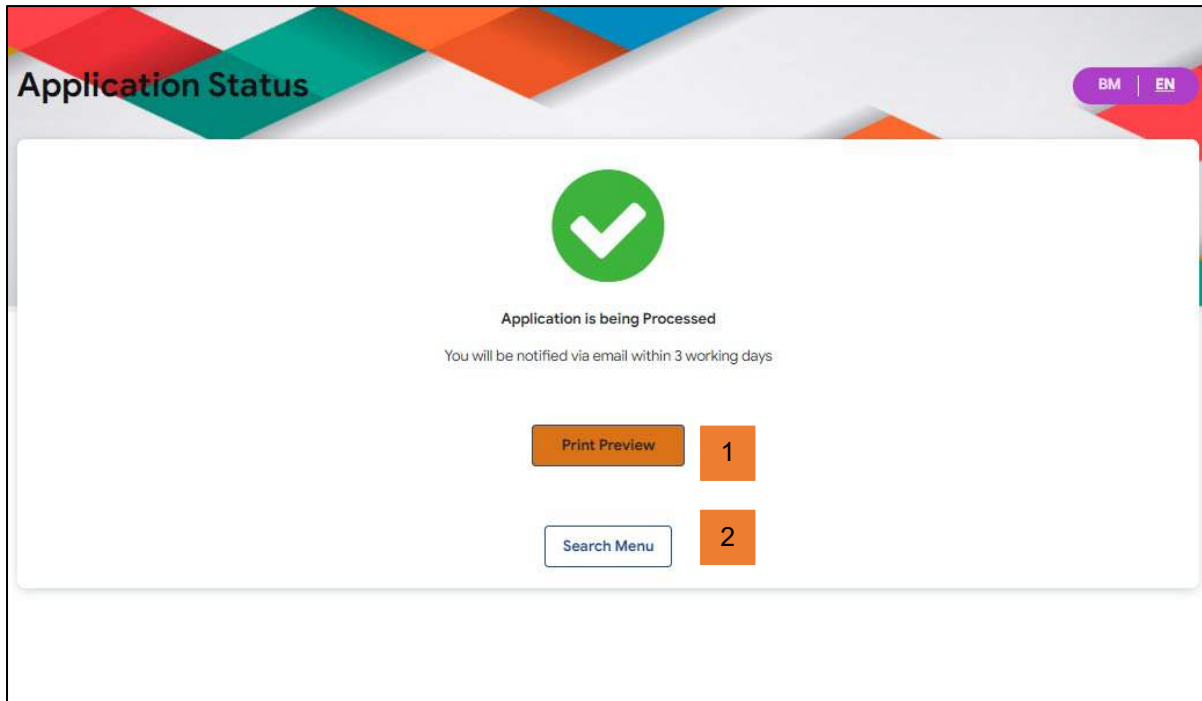 Application Status
BM | EN
Application is being Processed
You will be notified via email within 3 working days
Print Preview
1
Search Menu
2